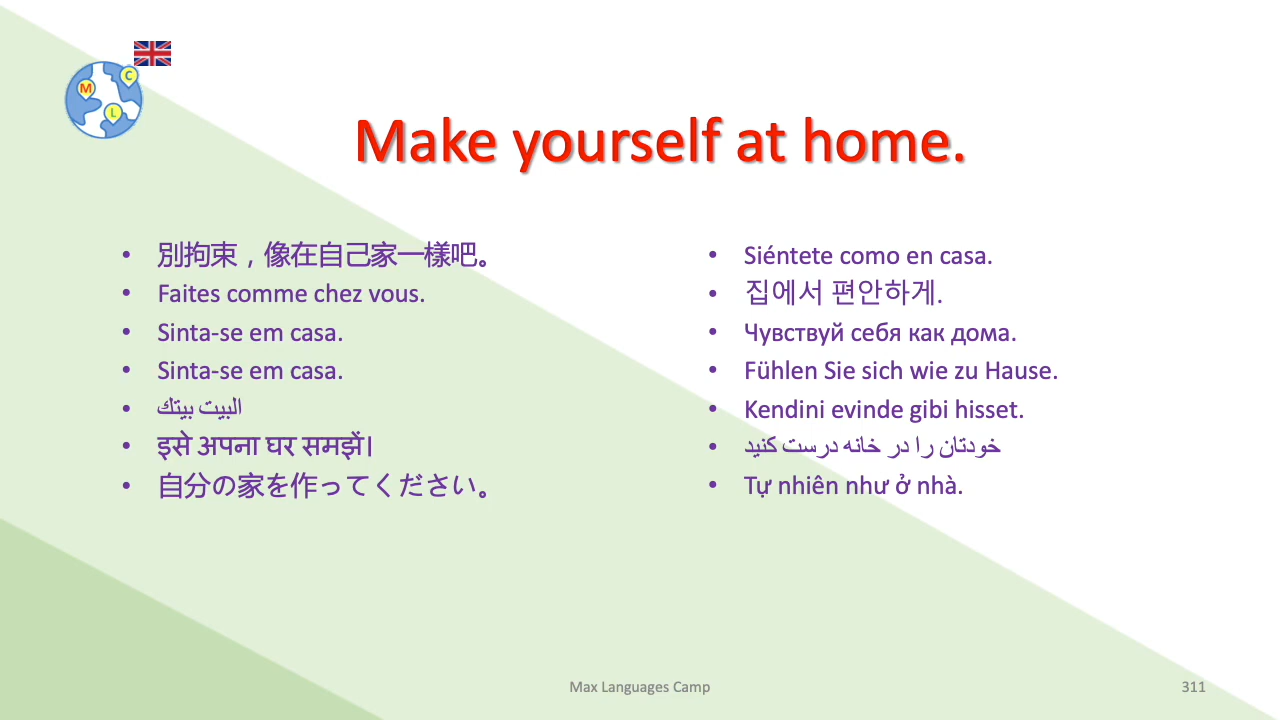 M
C
L
Make yourself at home.
• 別拘束，像在自己家一樣吧。
• Faites comme chez vous.
• Sinta-se em casa.
• Sinta-se em casa.
• البيت بيتك
• इसे अपना घर समझें।
• 自分の家を作ってください。
• Siéntete como en casa.
• 집에서 편안하게.
• Чувствуй себя как дома.
• Fühlen Sie sich wie zu Hause.
• Kendini evinde gibi hisset.
• خودتان را در خانه درست کنید
• Tự nhiên như ở nhà.
Max Languages Camp
311